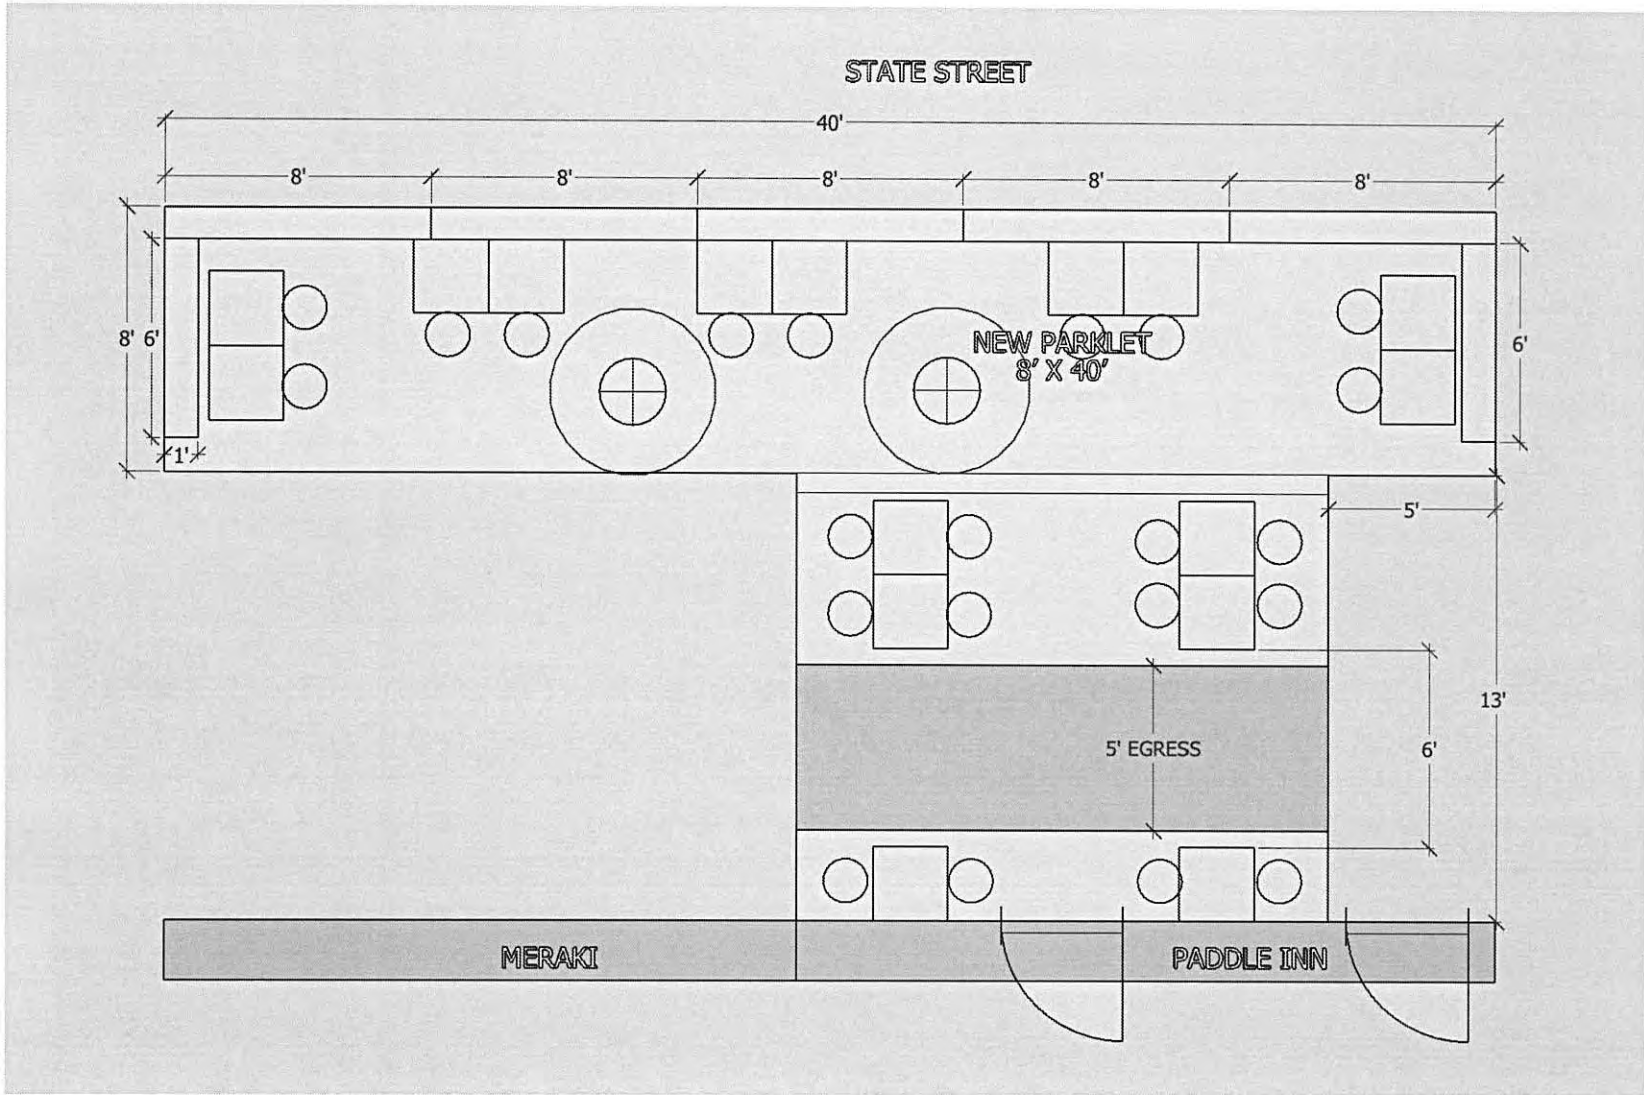 STATE STREET
40'
8' 8' 8' 8' 8'
8' 6' 6'
NEW PARKLET
8' X 40'
1'
5'
13'
5' EGRESS 6'
MERAKI PADDLE INN